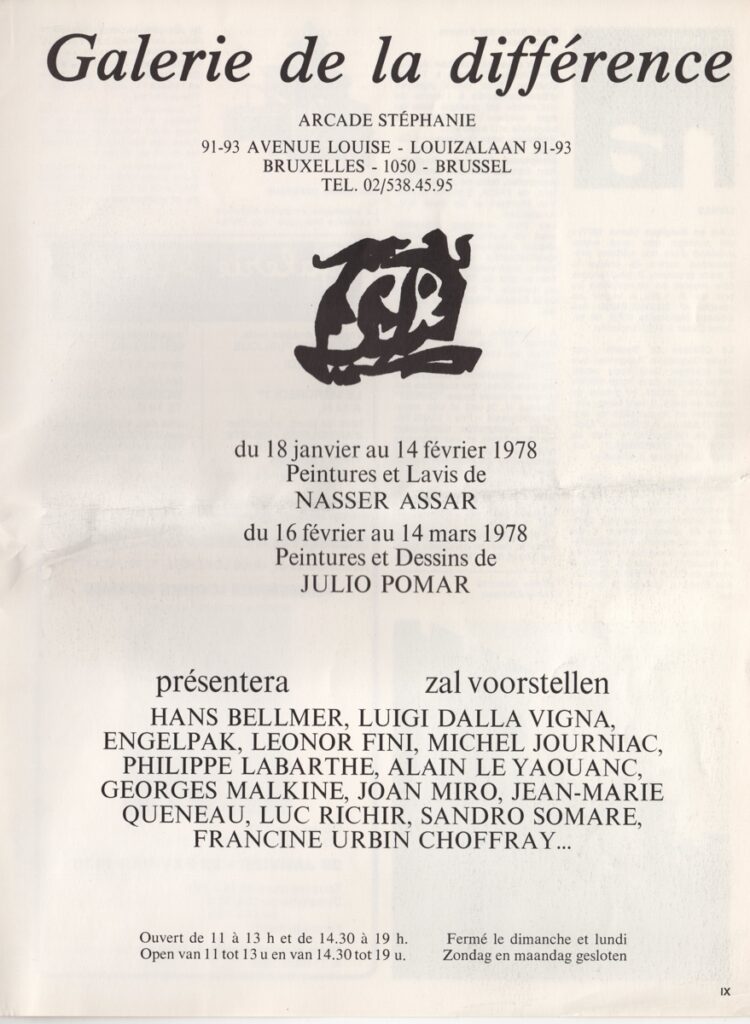 Galerie de la différence
ARCADE STÉPHANIE
91-93 AVENUE LOUISE - LOUIZALAAN 91-93
BRUXELLES - 1050 - BRUSSEL
TEL. 02/538.45.95
du 18 janvier au 14 février 1978
Peintures et Lavis de
NASSER ASSAR
du 16 février au 14 mars 1978
Peintures et Dessins de
JULIO POMAR
présentera zal voorstellen
HANS BELLMER, LUIGI DALLA VIGNA,
ENGELPAK, LEONOR FINI, MICHEL JOURNIAC,
PHILIPPE LABARTHE, ALAIN LE YAOUANC,
GEORGES MALKINE, JOAN MIRO, JEAN-MARIE
QUENEAU, LUC RICHIR, SANDRO SOMARE,
FRANCINE URBIN CHOFFRAY...
Ouvert de 11 à 13 h et de 14.30 à 19 h. Fermé le dimanche et lundi
Open van 11 tot 13 u en van 14.30 tot 19 u. Zondag en maandag gesloten
IX